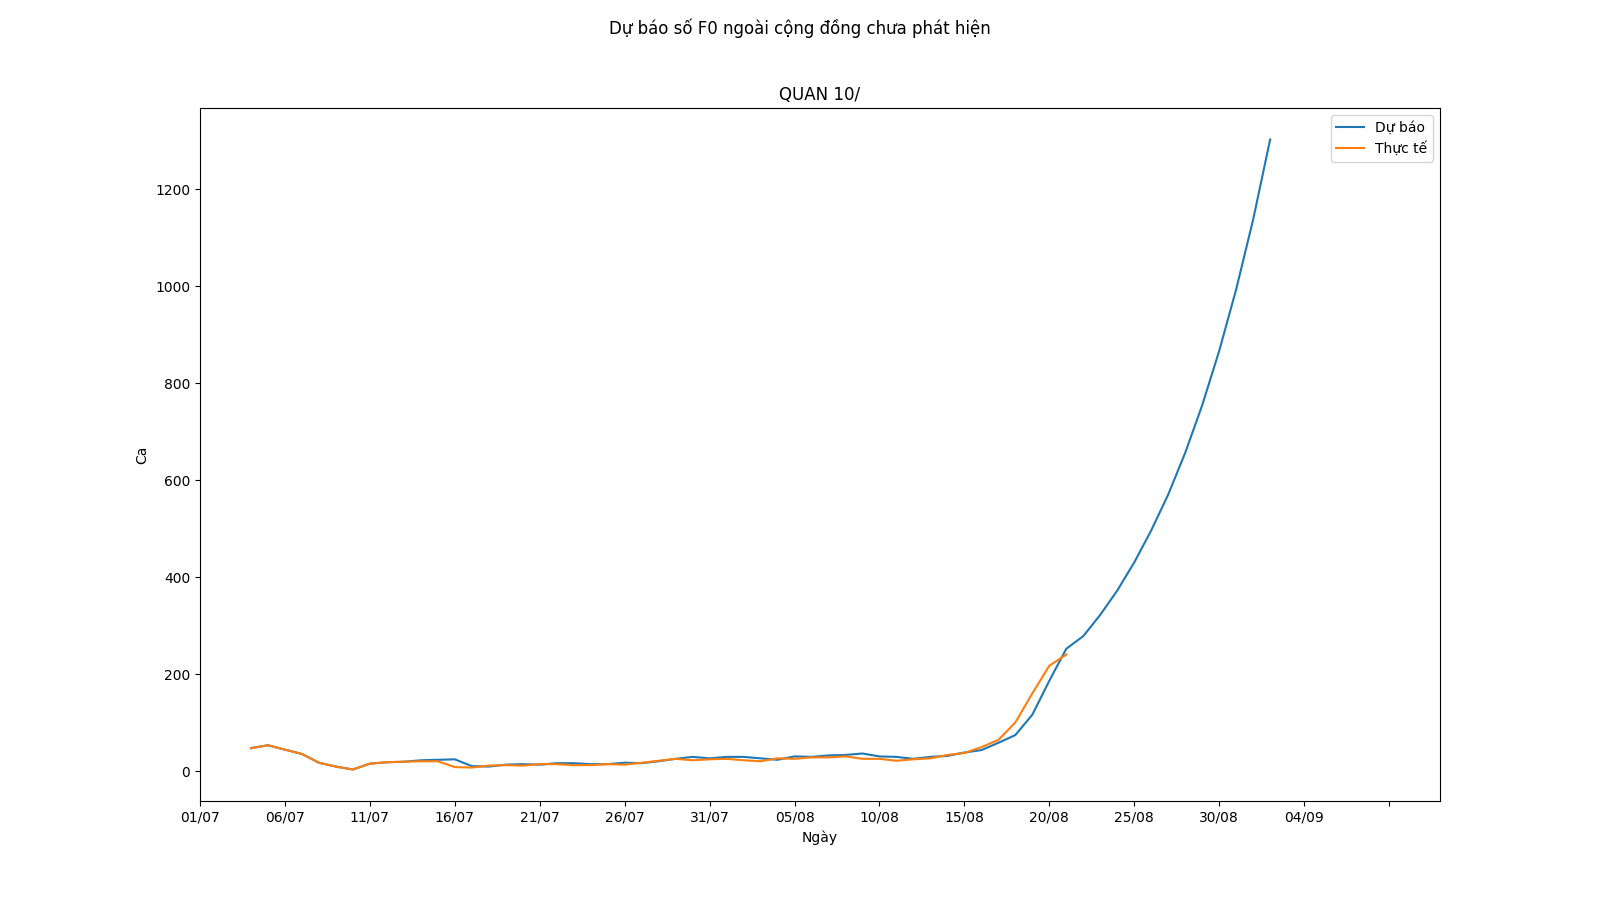 Dự báo số F0 ngoài cộng đồng chưa phát hiện
QUAN 10/
Dự báo
Thực tế
1200
1000
800
600
400
200
0
Ca
01/07 06/07 11/07 16/07 21/07 26/07 31/07 05/08 10/08 15/08 20/08 25/08 30/08 04/09
Ngày